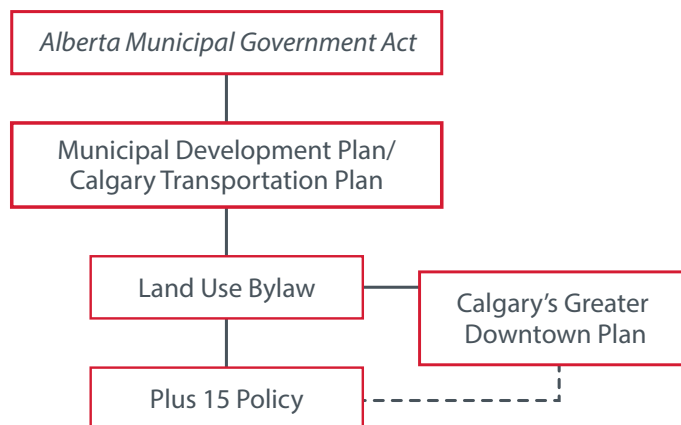 Alberta Municipal Government Act
Municipal Development Plan/
Calgary Transportation Plan
Land Use Bylaw
Calgary’s Greater
Downtown Plan
Plus 15 Policy